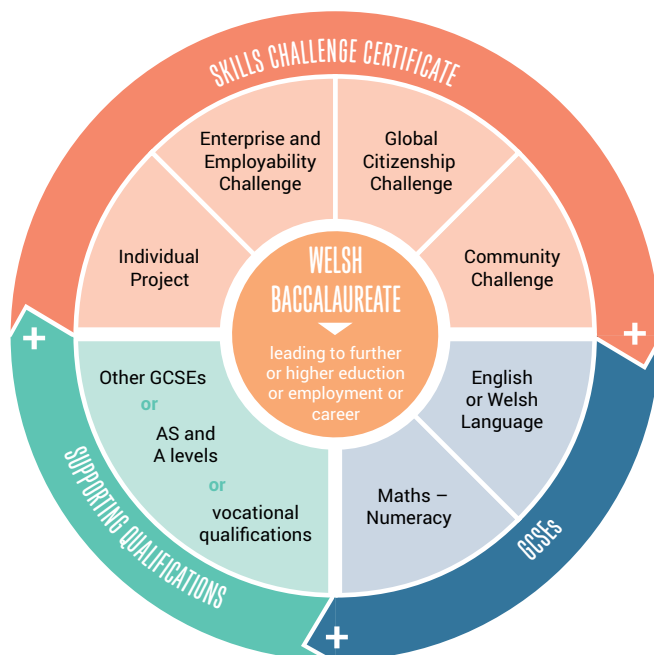 SKILLS CHALLENGE CERTIFICATE
Enterprise and
Employability
Challenge
Global
Citizenship
Challenge
Individual
Project
Community
Challenge
WELSH
BACCALAUREATE
leading to further
or higher eduction
or employment or
career
+
+
Other GCSEs
or
AS and
A levels
or
vocational
qualifications
English
or Welsh
Language
Maths –
Numeracy
SUPPORTING QUALIFICATIONS
GCSEs
+